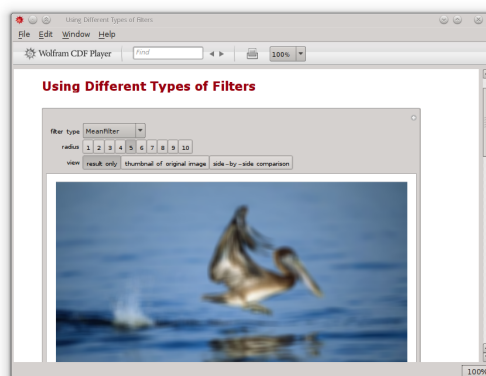 Using Different Types of Filters
File Edit Window Help
Wolfram CDF Player Find 100%
Using Different Types of Filters
filter type MeanFilter
radius 1 2 3 4 5 6 7 8 9 10
view result only thumbnail of original image side-by-side comparison
100%